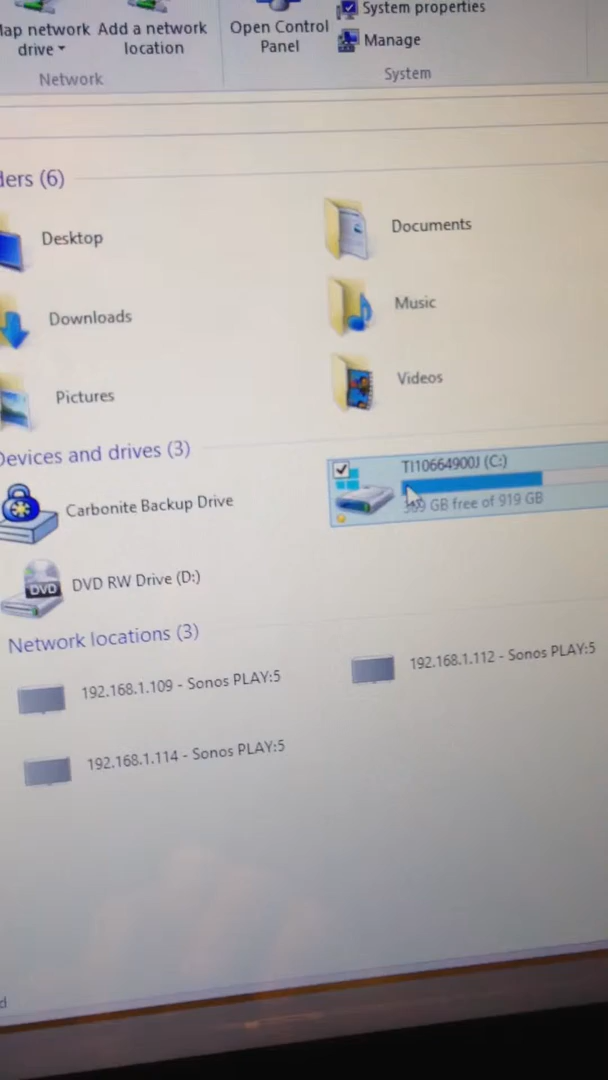 System properties
Map network
drive
Add a network
location
Open Control
Panel
Manage
Network
System
ders (6)
Desktop
Documents
Downloads
Music
Pictures
Videos
Devices and drives (3)
Carbonite Backup Drive
TI10664900J (C:)
GB free of 919 GB
DVD
DVD RW Drive (D:)
Network locations (3)
192.168.1.109 - Sonos PLAY:5
192.168.1.112 - Sonos PLAY:5
192.168.1.114 - Sonos PLAY:5
d